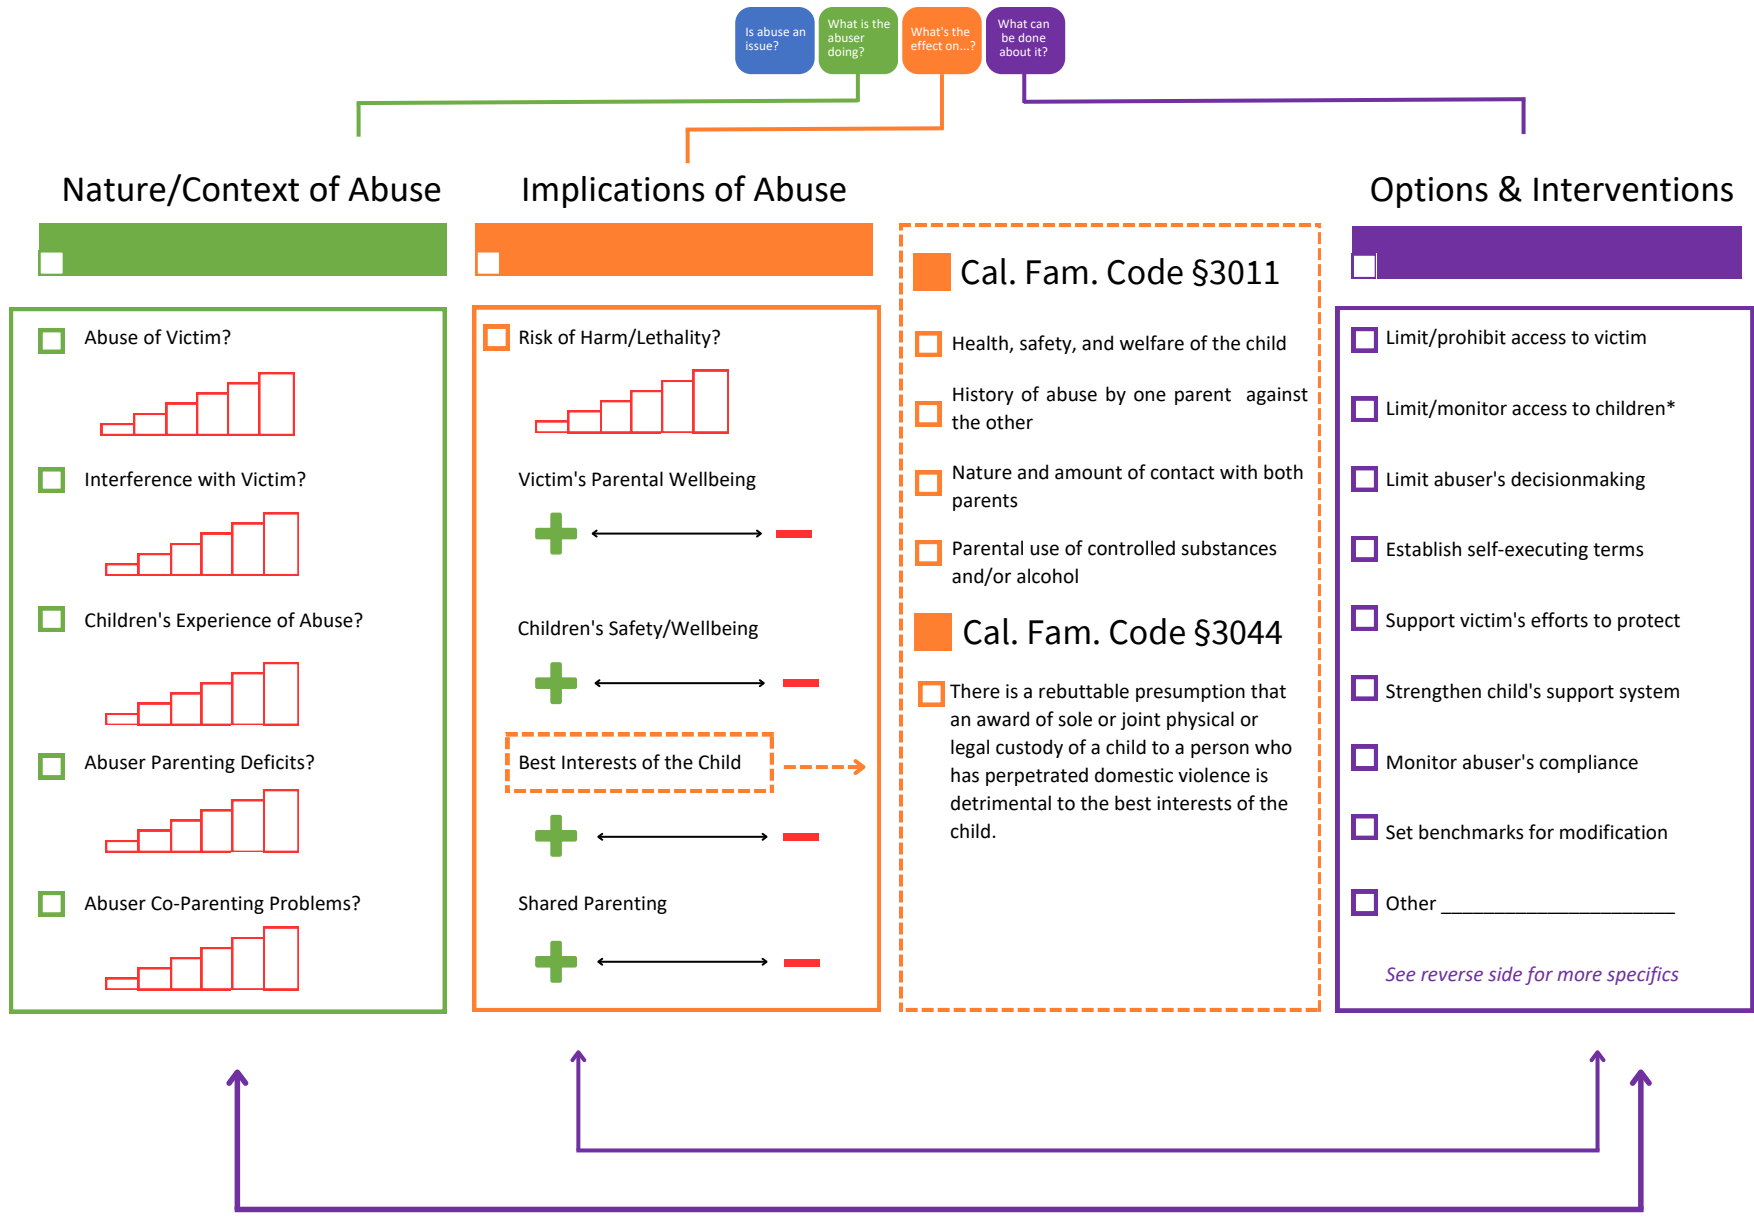 Is abuse an
issue?
What is the
abuser
doing?
What's the
effect on...?
What can
be done
about it?
Nature/Context of Abuse
Abuse of Victim?
Interference with Victim?
Children's Experience of Abuse?
Abuser Parenting Deficits?
Abuser Co-Parenting Problems?
Implications of Abuse
Risk of Harm/Lethality?
Victim's Parental Wellbeing
Children's Safety/Wellbeing
Best Interests of the Child
Shared Parenting
Cal. Fam. Code §3011
Health, safety, and welfare of the child
History of abuse by one parent against
the other
Nature and amount of contact with both
parents
Parental use of controlled substances
and/or alcohol
Cal. Fam. Code §3044
There is a rebuttable presumption that
an award of sole or joint physical or
legal custody of a child to a person who
has perpetrated domestic violence is
detrimental to the best interests of the
child.
Options & Interventions
Limit/prohibit access to victim
Limit/monitor access to children*
Limit abuser's decisionmaking
Establish self-executing terms
Support victim's efforts to protect
Strengthen child's support system
Monitor abuser's compliance
Set benchmarks for modification
Other ______________________
See reverse side for more specifics